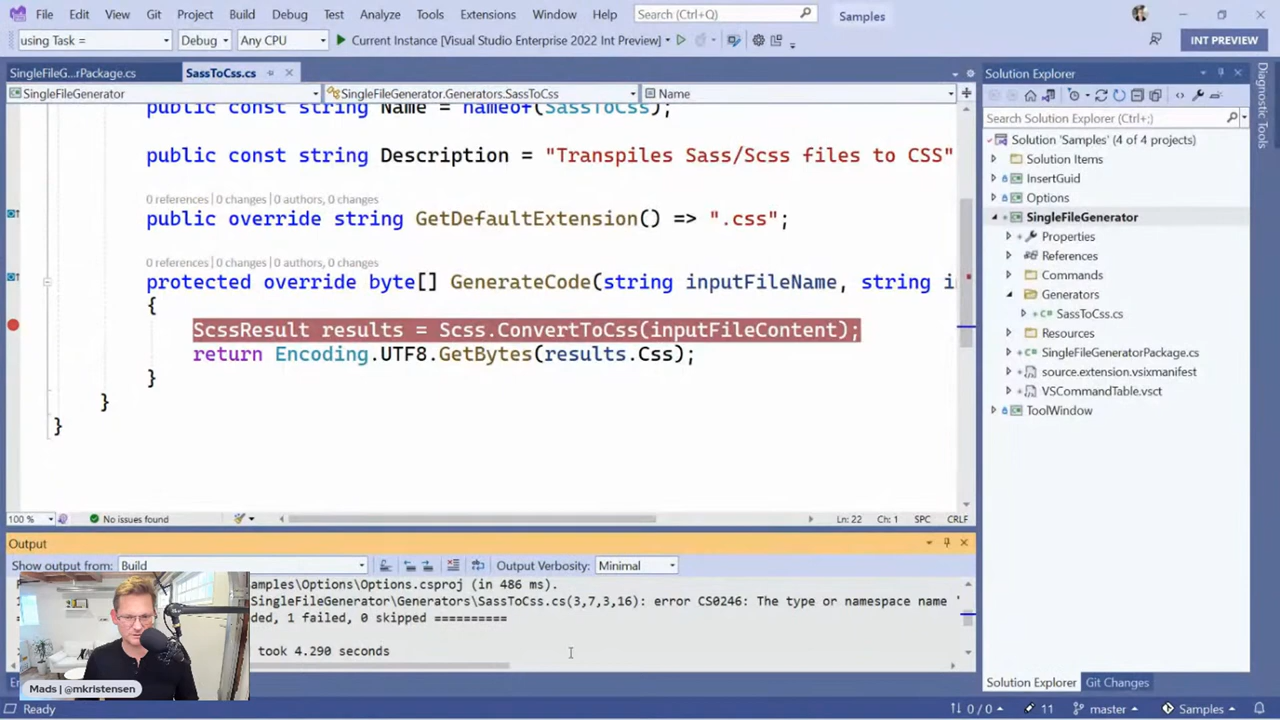 File Edit View Git Project Build Debug Test Analyze Tools Extensions Window Help Search (Ctrl+Q) Samples
using Task = Debug Any CPU Current Instance [Visual Studio Enterprise 2022 Int Preview] INT PREVIEW
SingleFileG...rPackage.cs SassToCss.cs
SingleFileGenerator SingleFileGenerator.Generators.SassToCss Name
public const string Name = nameof(SassToCss);
public const string Description = "Transpiles Sass/Scss files to CSS"
0 references | 0 changes | 0 authors, 0 changes
public override string GetDefaultExtension() => ".css";
0 references | 0 changes | 0 authors, 0 changes
protected override byte[] GenerateCode(string inputFileName, string i
{
ScssResult results = Scss.ConvertToCss(inputFileContent);
return Encoding.UTF8.GetBytes(results.Css);
}
}
}
100 % No issues found Ln: 22 Ch: 1 SPC CRLF
Output
Show output from: Build Output Verbosity: Minimal
amples\Options\Options.csproj (in 486 ms).
SingleFileGenerator\Generators\SassToCss.cs(3,7,3,16): error CS0246: The type or namespace name '
ded, 1 failed, 0 skipped ==========
took 4.290 seconds
Mads | @mkristensen
Solution Explorer
Search Solution Explorer (Ctrl+;)
Solution 'Samples' (4 of 4 projects)
Solution Items
InsertGuid
Options
SingleFileGenerator
Properties
References
Commands
Generators
SassToCss.cs
Resources
SingleFileGeneratorPackage.cs
source.extension.vsixmanifest
VSCommandTable.vsct
ToolWindow
Solution Explorer Git Changes
Diagnostic Tools
Ready 0 / 0 11 master Samples